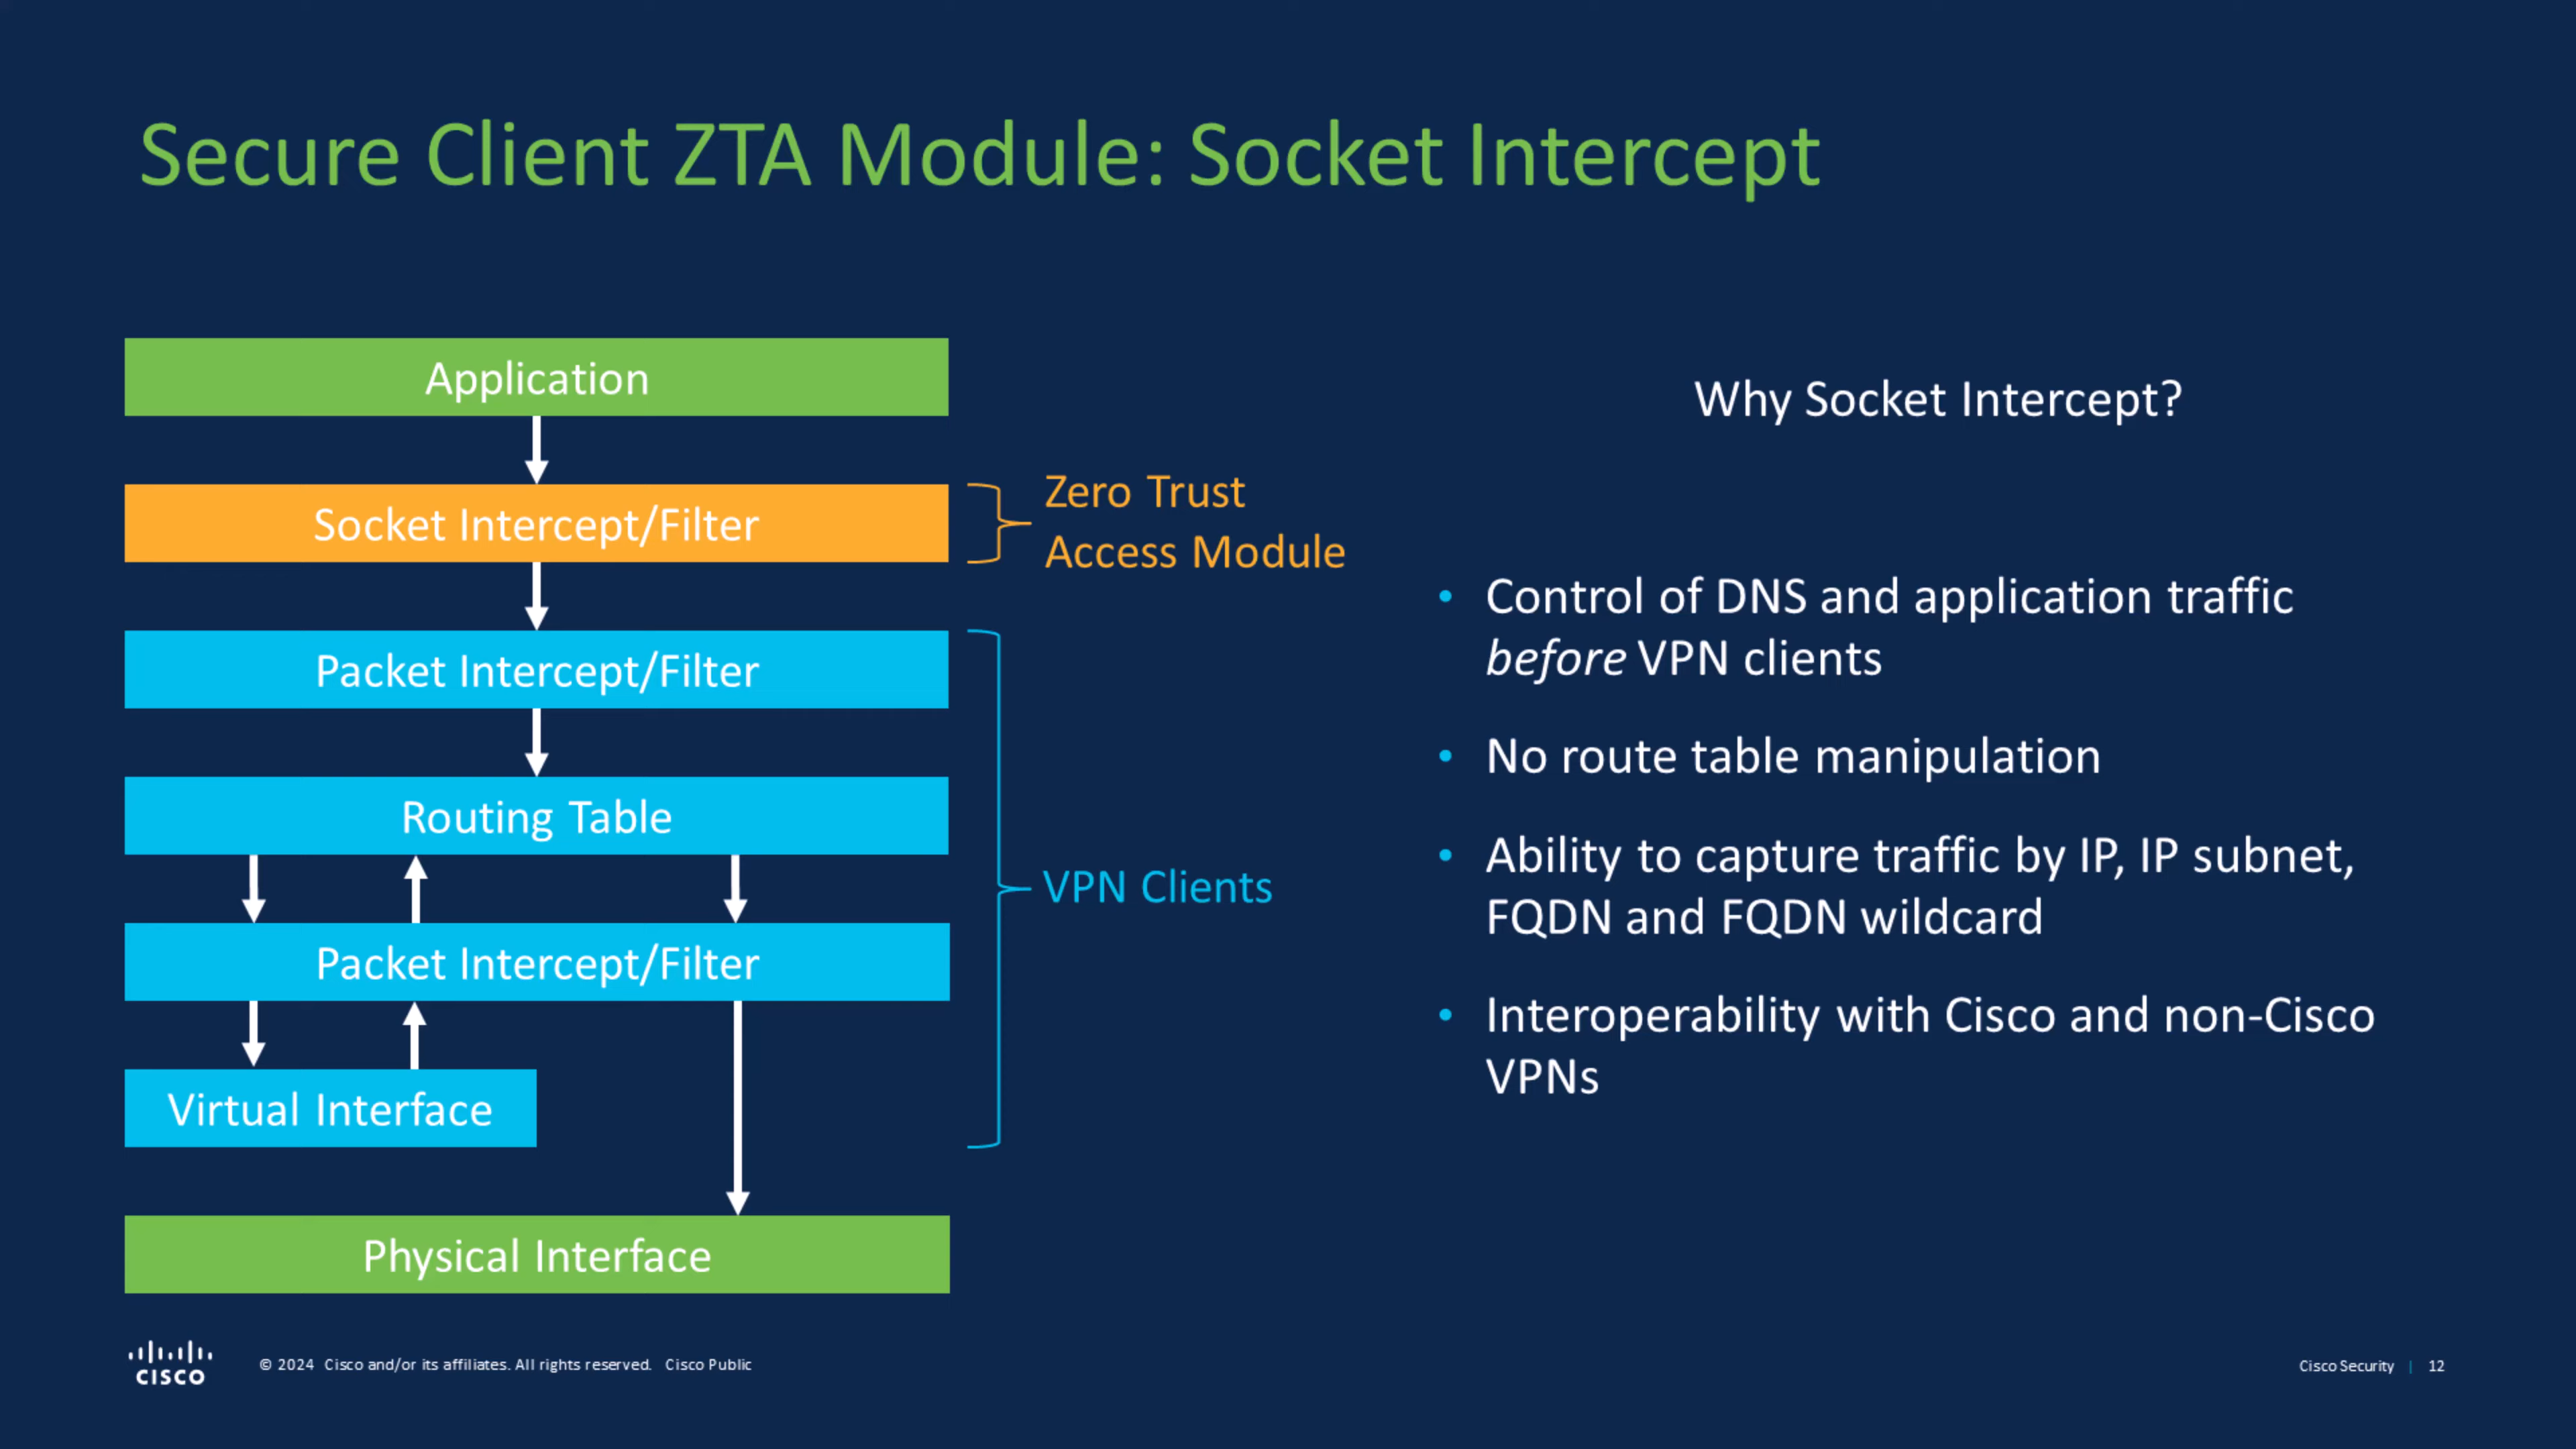 Secure Client ZTA Module: Socket Intercept
Application
Socket Intercept/Filter
Zero Trust
Access Module
Packet Intercept/Filter
Routing Table
Packet Intercept/Filter
Virtual Interface
Physical Interface
VPN Clients
Why Socket Intercept?
• Control of DNS and application traffic
before VPN clients
• No route table manipulation
• Ability to capture traffic by IP, IP subnet,
FQDN and FQDN wildcard
• Interoperability with Cisco and non-Cisco
VPNs
CISCO
© 2024 Cisco and/or its affiliates. All rights reserved. Cisco Public
Cisco Security | 12